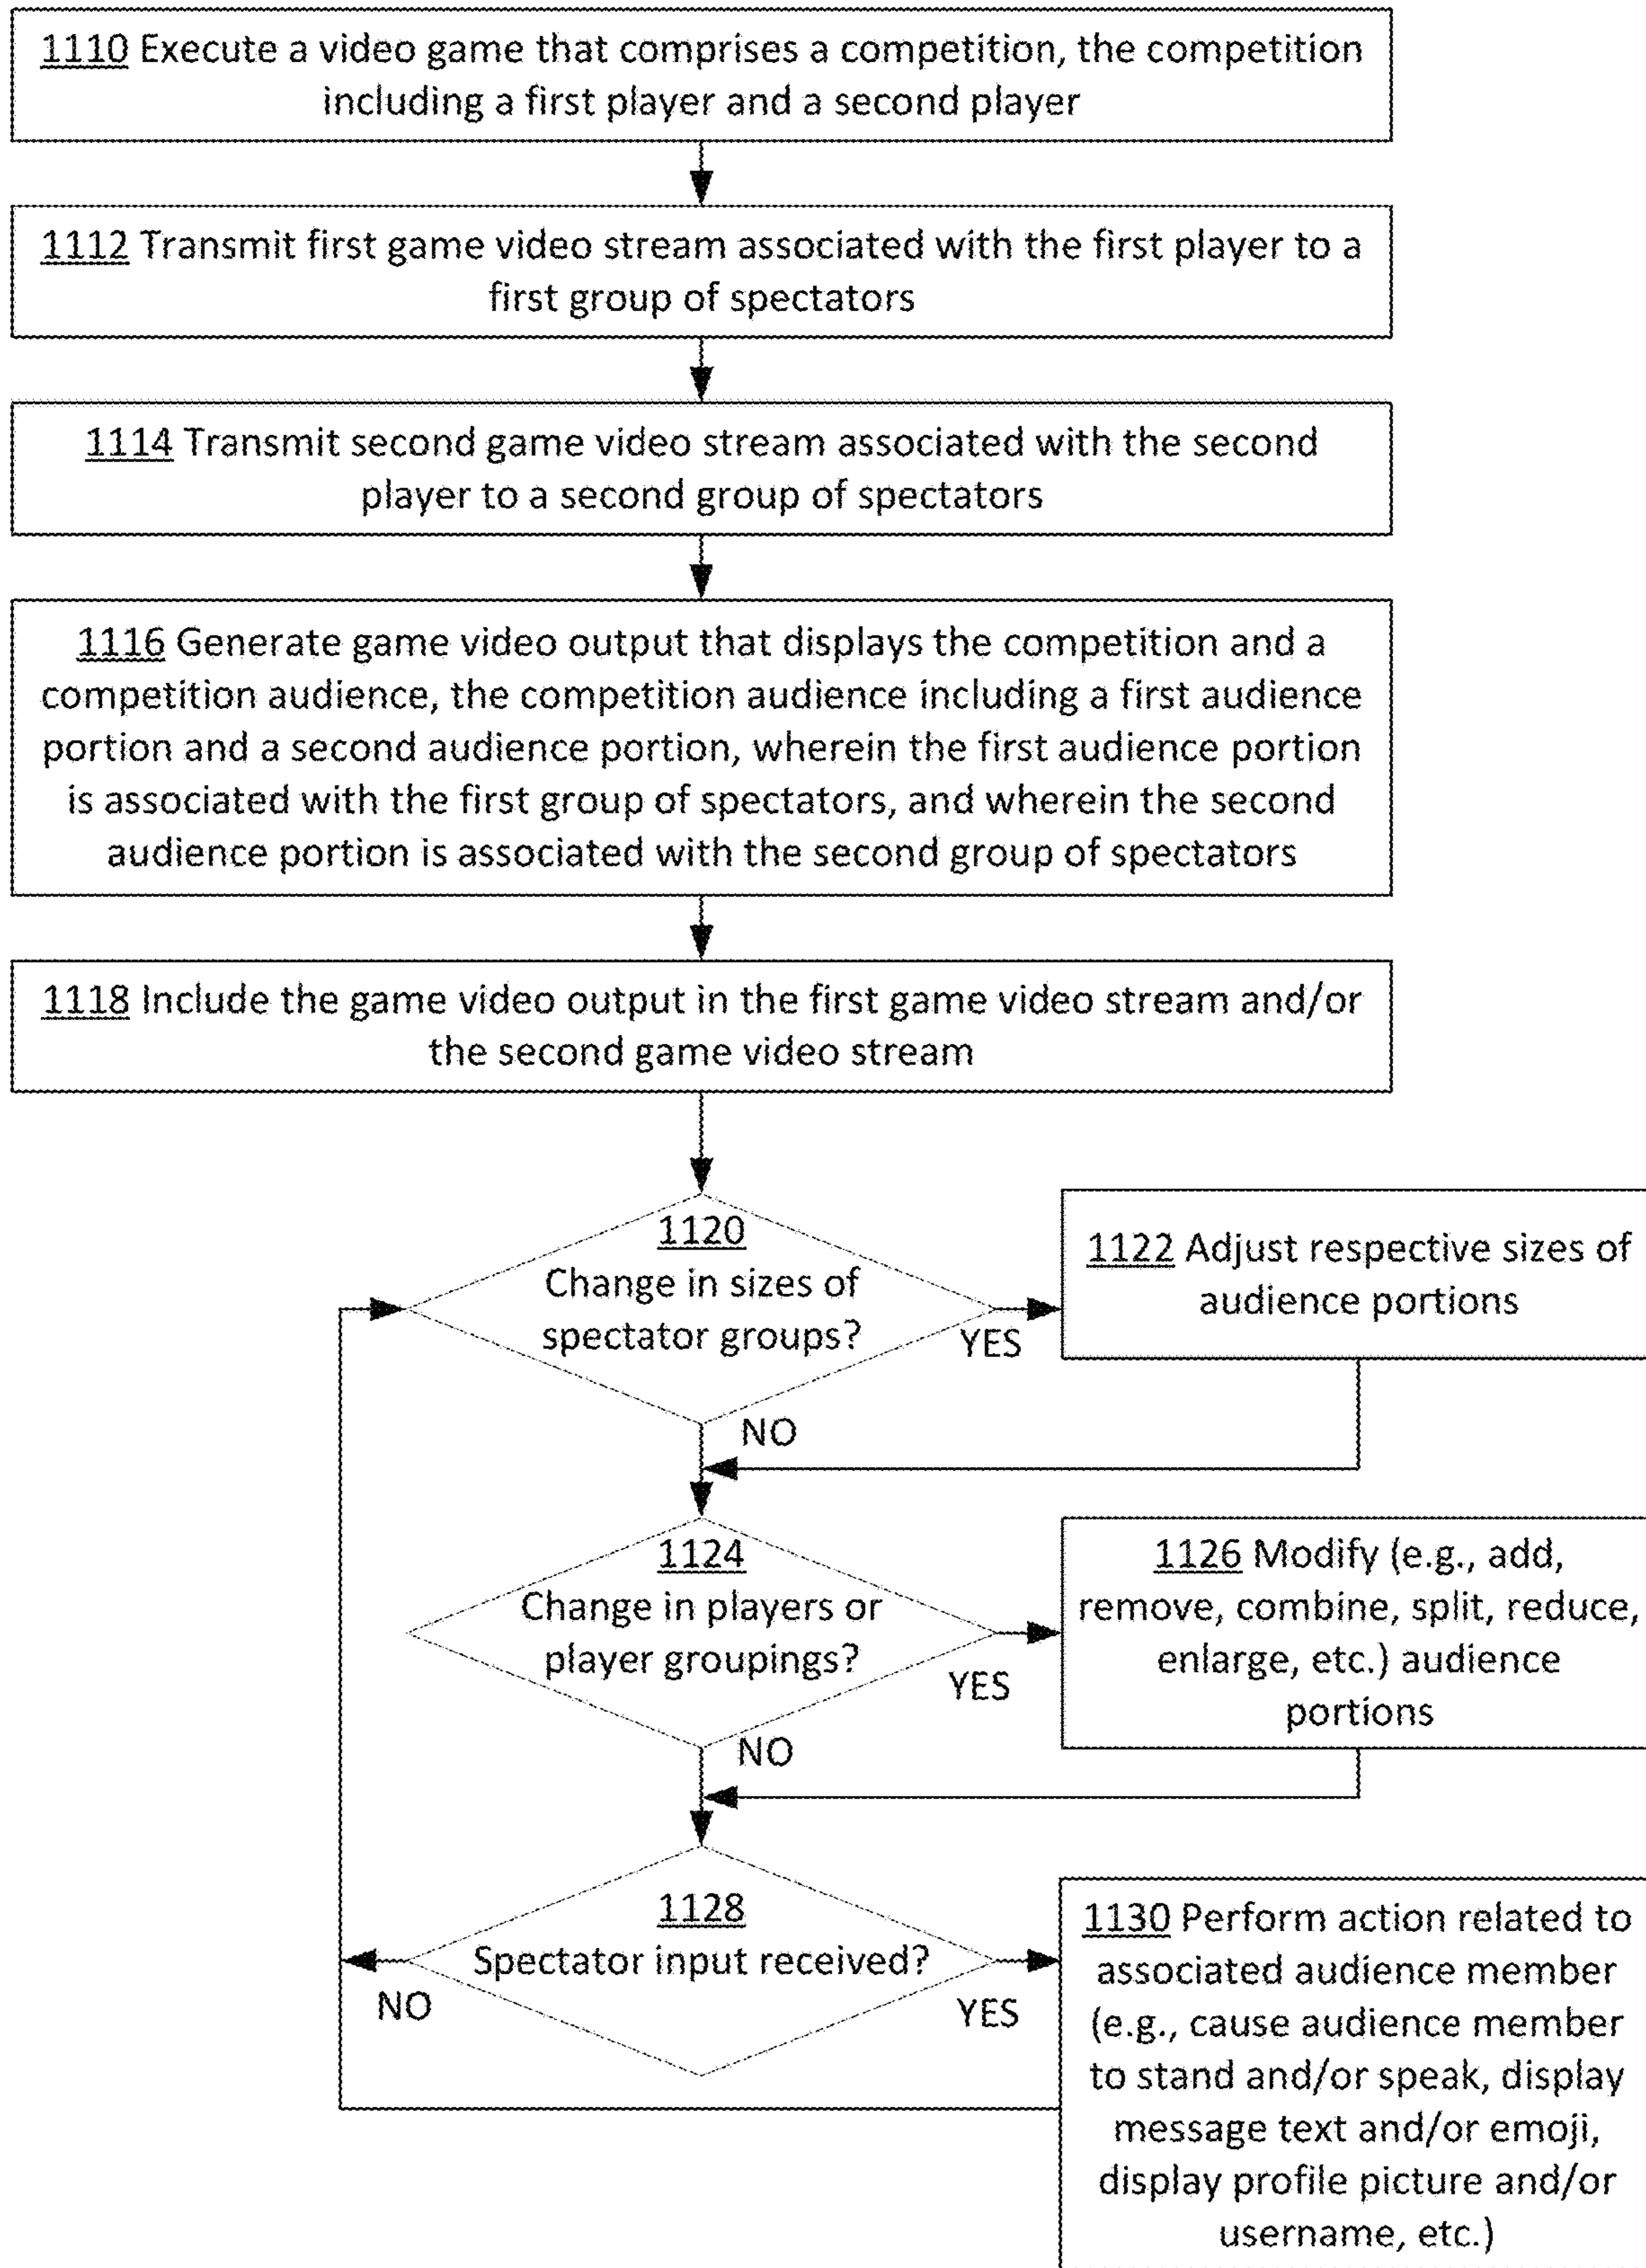 1110 Execute a video game that comprises a competition, the competition
including a first player and a second player
1112 Transmit first game video stream associated with the first player to a
first group of spectators
1114 Transmit second game video stream associated with the second
player to a second group of spectators
1116 Generate game video output that displays the competition and a
competition audience, the competition audience including a first audience
portion and a second audience portion, wherein the first audience portion
is associated with the first group of spectators, and wherein the second
audience portion is associated with the second group of spectators
1118 Include the game video output in the first game video stream and/or
the second game video stream
1120
Change in sizes of
spectator groups?
YES
NO
1122 Adjust respective sizes of
audience portions
1124
Change in players or
player groupings?
YES
NO
1126 Modify (e.g., add,
remove, combine, split, reduce,
enlarge, etc.) audience
portions
1128
Spectator input received?
NO
YES
1130 Perform action related to
associated audience member
(e.g., cause audience member
to stand and/or speak, display
message text and/or emoji,
display profile picture and/or
username, etc.)